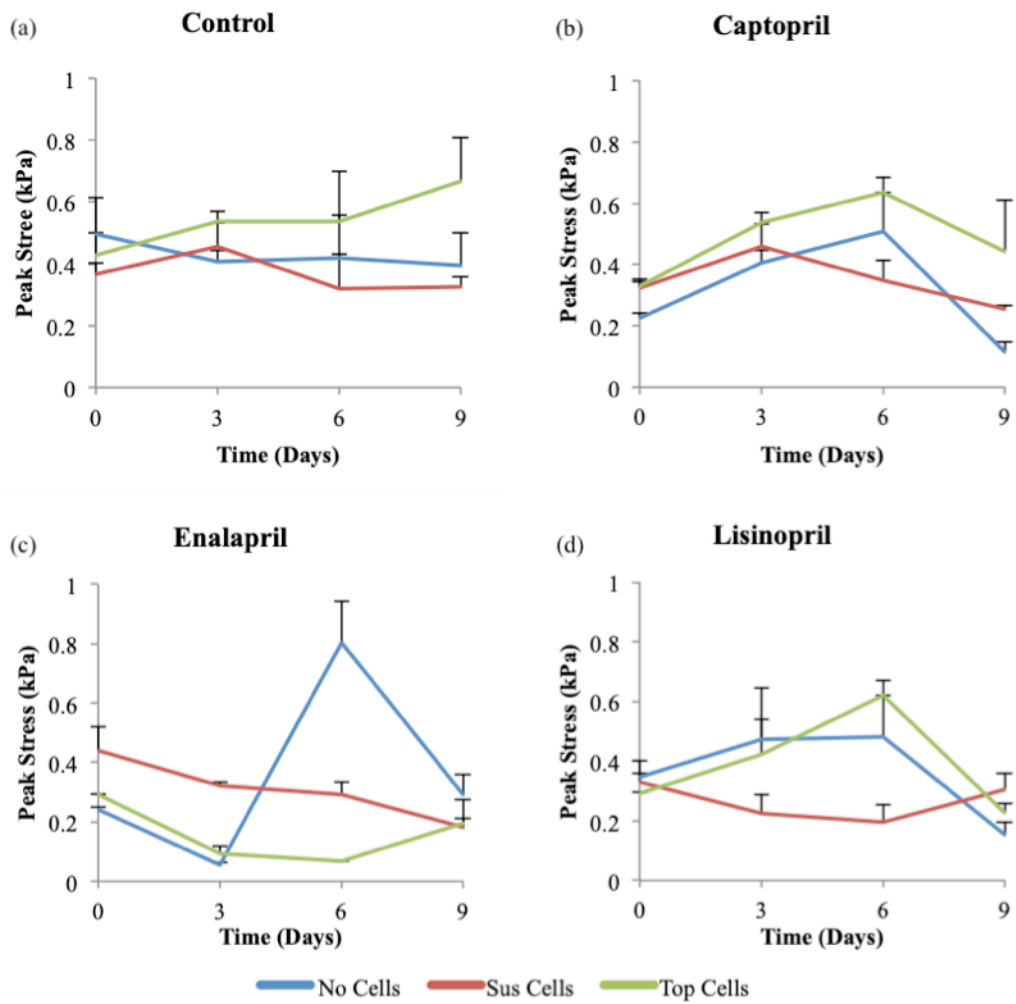 (a) Control
1
0.8
0.6
0.4
0.2
0
0 3 6 9
Peak Stree (kPa)
Time (Days)
(b) Captopril
1
0.8
0.6
0.4
0.2
0
0 3 6 9
Peak Stress (kPa)
Time (Days)
(c) Enalapril
1
0.8
0.6
0.4
0.2
0
0 3 6 9
Peak Stress (kPa)
Time (Days)
(d) Lisinopril
1
0.8
0.6
0.4
0.2
0
0 3 6 9
Peak Stress (kPa)
Time (Days)
No Cells Sus Cells Top Cells